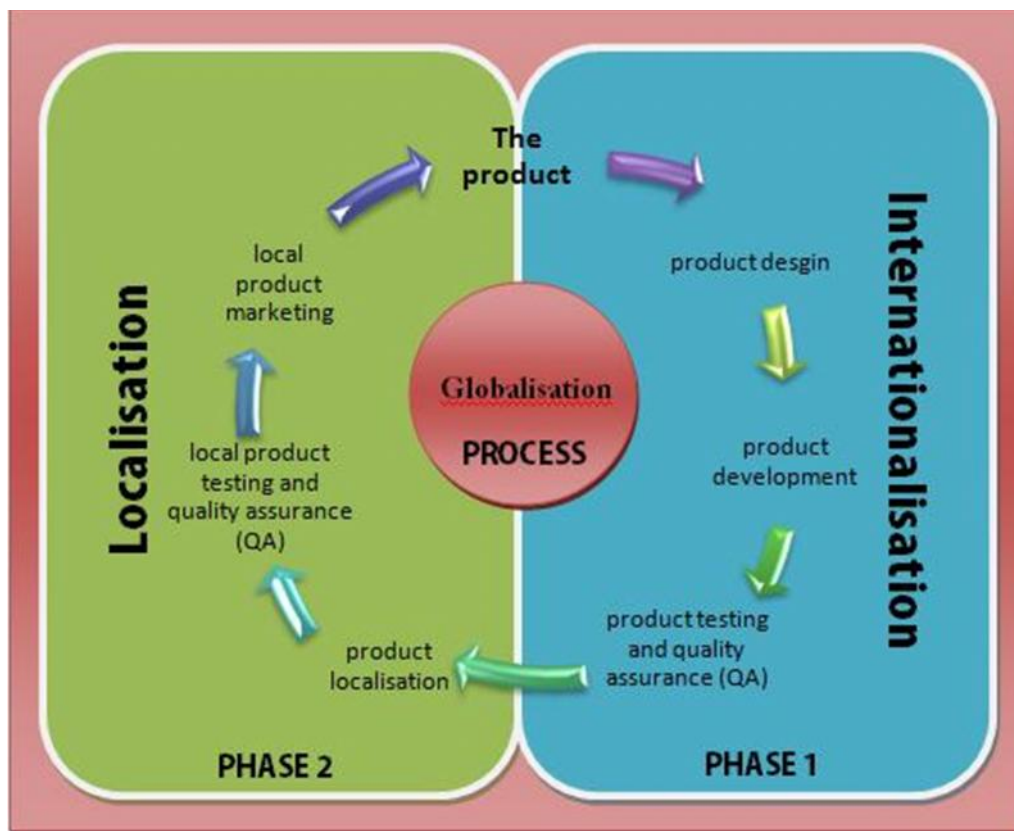 The
product
product desgin
product
development
product testing
and quality
assurance (QA)
product
localisation
local product
testing and
quality assurance
(QA)
local
product
marketing
Globalisation
PROCESS
Localisation
Internationalisation
PHASE 2
PHASE 1